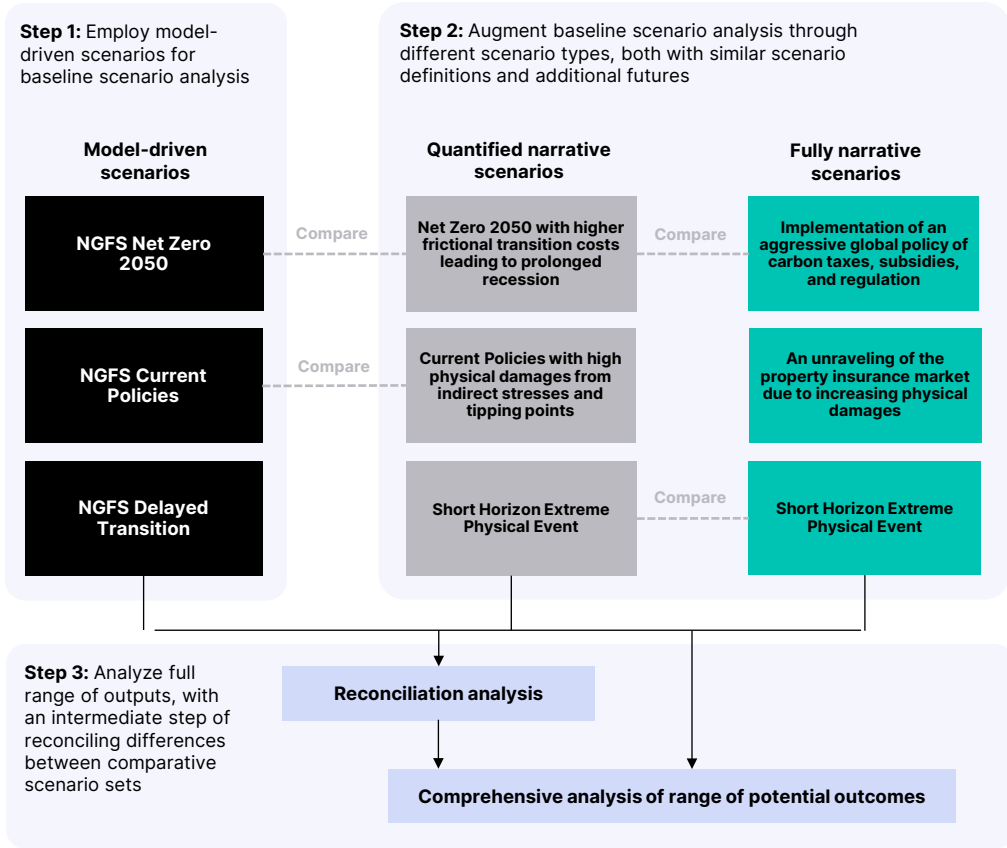 Step 1: Employ model-
driven scenarios for
baseline scenario analysis
Step 2: Augment baseline scenario analysis through
different scenario types, both with similar scenario
definitions and additional futures
Model-driven
scenarios
Quantified narrative
scenarios
Fully narrative
scenarios
NGFS Net Zero
2050
Compare
Net Zero 2050 with higher
frictional transition costs
leading to prolonged
recession
Compare
Implementation of an
aggressive global policy of
carbon taxes, subsidies,
and regulation
NGFS Current
Policies
Compare
Current Policies with high
physical damages from
indirect stresses and
tipping points
An unraveling of the
property insurance market
due to increasing physical
damages
NGFS Delayed
Transition
Short Horizon Extreme
Physical Event
Compare
Short Horizon Extreme
Physical Event
Step 3: Analyze full
range of outputs, with
an intermediate step of
reconciling differences
between comparative
scenario sets
Reconciliation analysis
Comprehensive analysis of range of potential outcomes